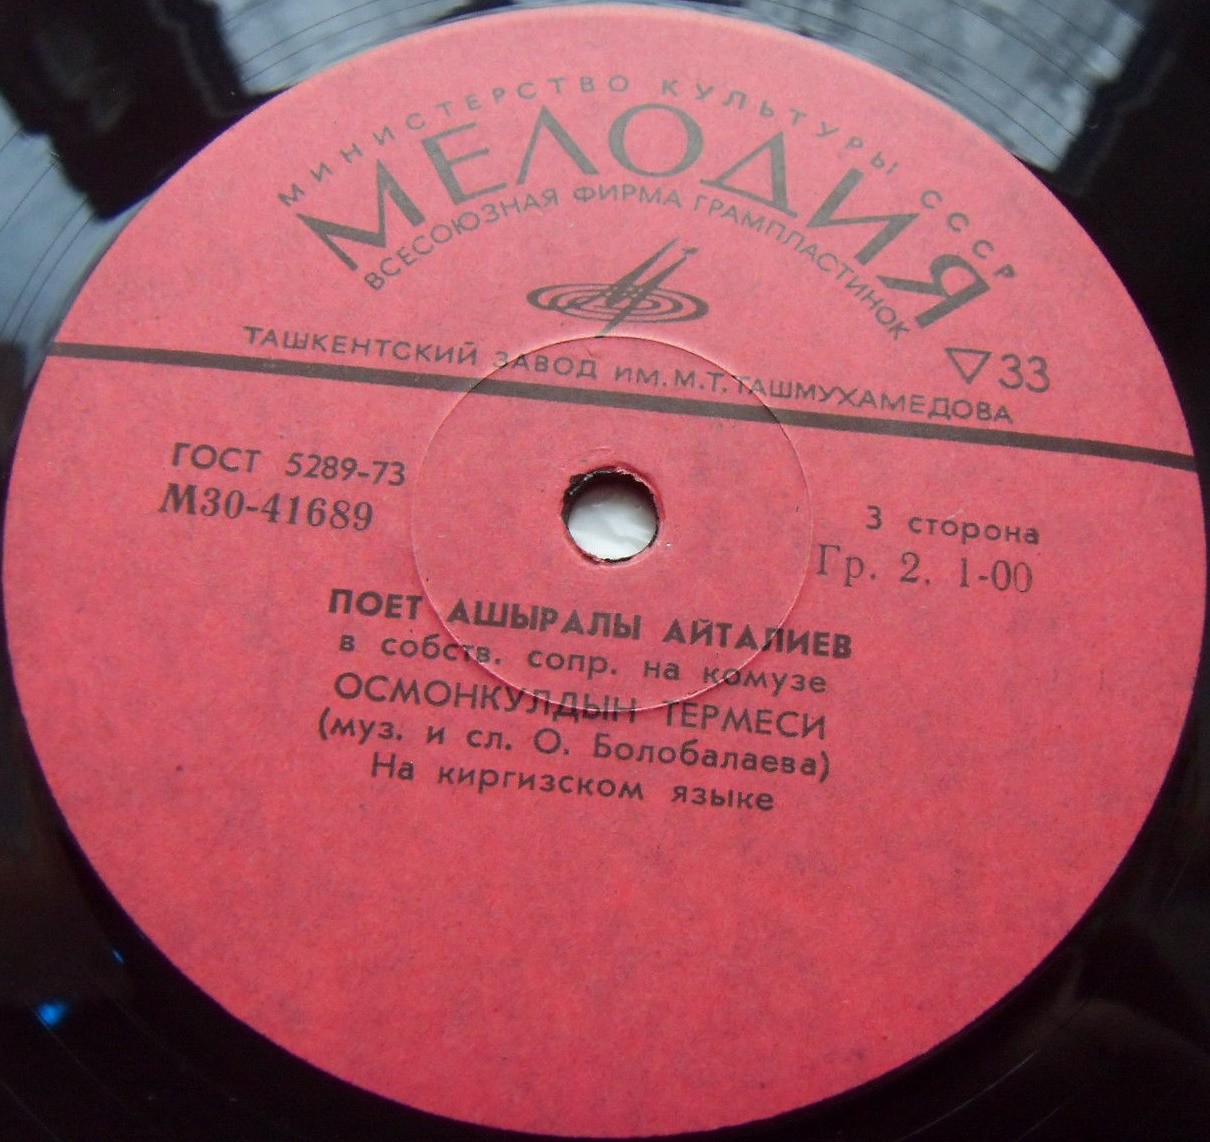 МИНИСТЕРСТВО КУЛЬТУРЫ СССР
МЕЛОДИЯ
ВСЕСОЮЗНАЯ ФИРМА ГРАМПЛАСТИНОК
▽33
ТАШКЕНТСКИЙ ЗАВОД ИМ. М.Т. ТАШМУХАМЕДОВА
ГОСТ 5289-73
М30-41689
3 сторона
Гр. 2. 1-00
ПОЕТ АШЫРАЛЫ АЙТАЛИЕВ
в собств. сопр. на комузе
ОСМОНКУЛДЫН ТЕРМЕСИ
(муз. и сл. О. Болобалаева)
На киргизском языке